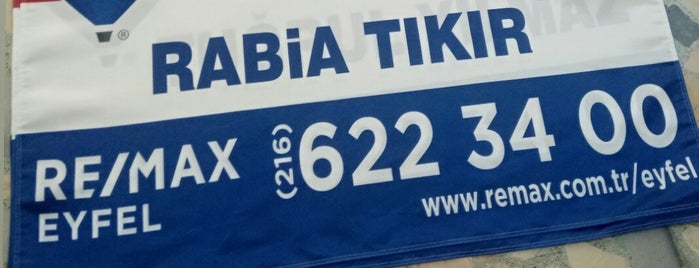 RABiA TIKIR
(216) 622 34 00
RE/MAX
EYFEL
www.remax.com.tr/eyfel